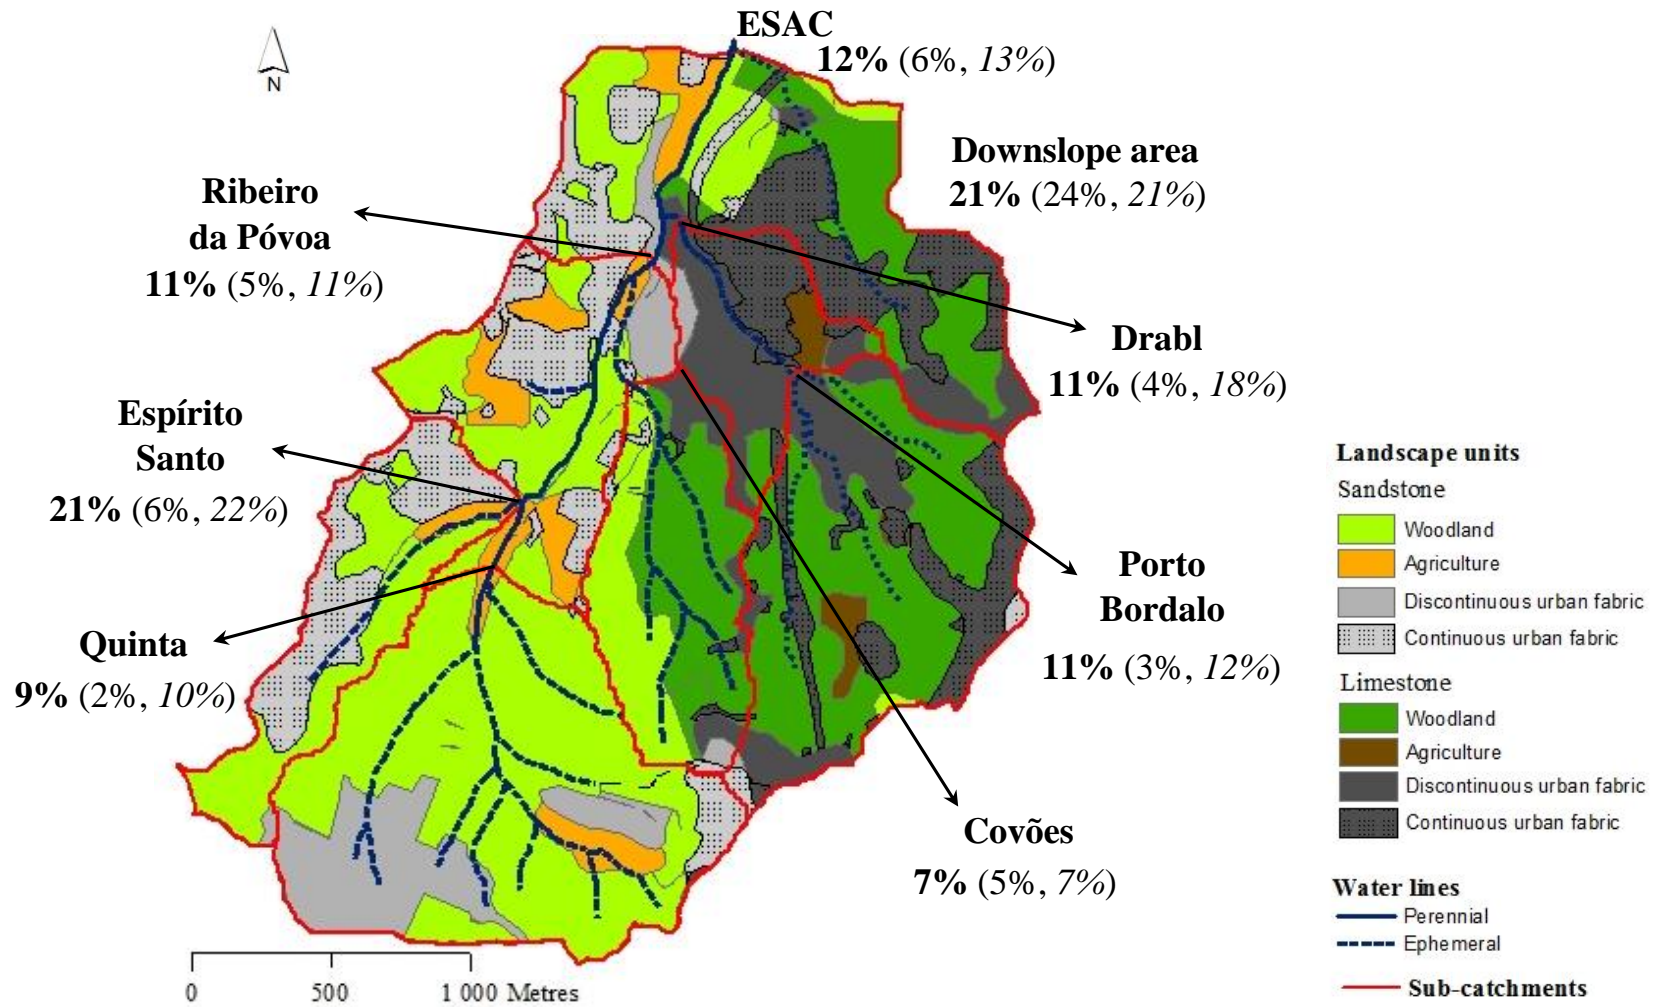 ESAC
12% (6%, 13%)
N
Downslope area
21% (24%, 21%)
Ribeiro
da Póvoa
11% (5%, 11%)
Drabl
11% (4%, 18%)
Espírito
Santo
21% (6%, 22%)
Porto
Bordalo
11% (3%, 12%)
Quinta
9% (2%, 10%)
Covões
7% (5%, 7%)
Landscape units
Sandstone
Woodland
Agriculture
Discontinuous urban fabric
Continuous urban fabric
Limestone
Woodland
Agriculture
Discontinuous urban fabric
Continuous urban fabric
Water lines
Perennial
Ephemeral
Sub-catchments
0 500 1 000 Metres